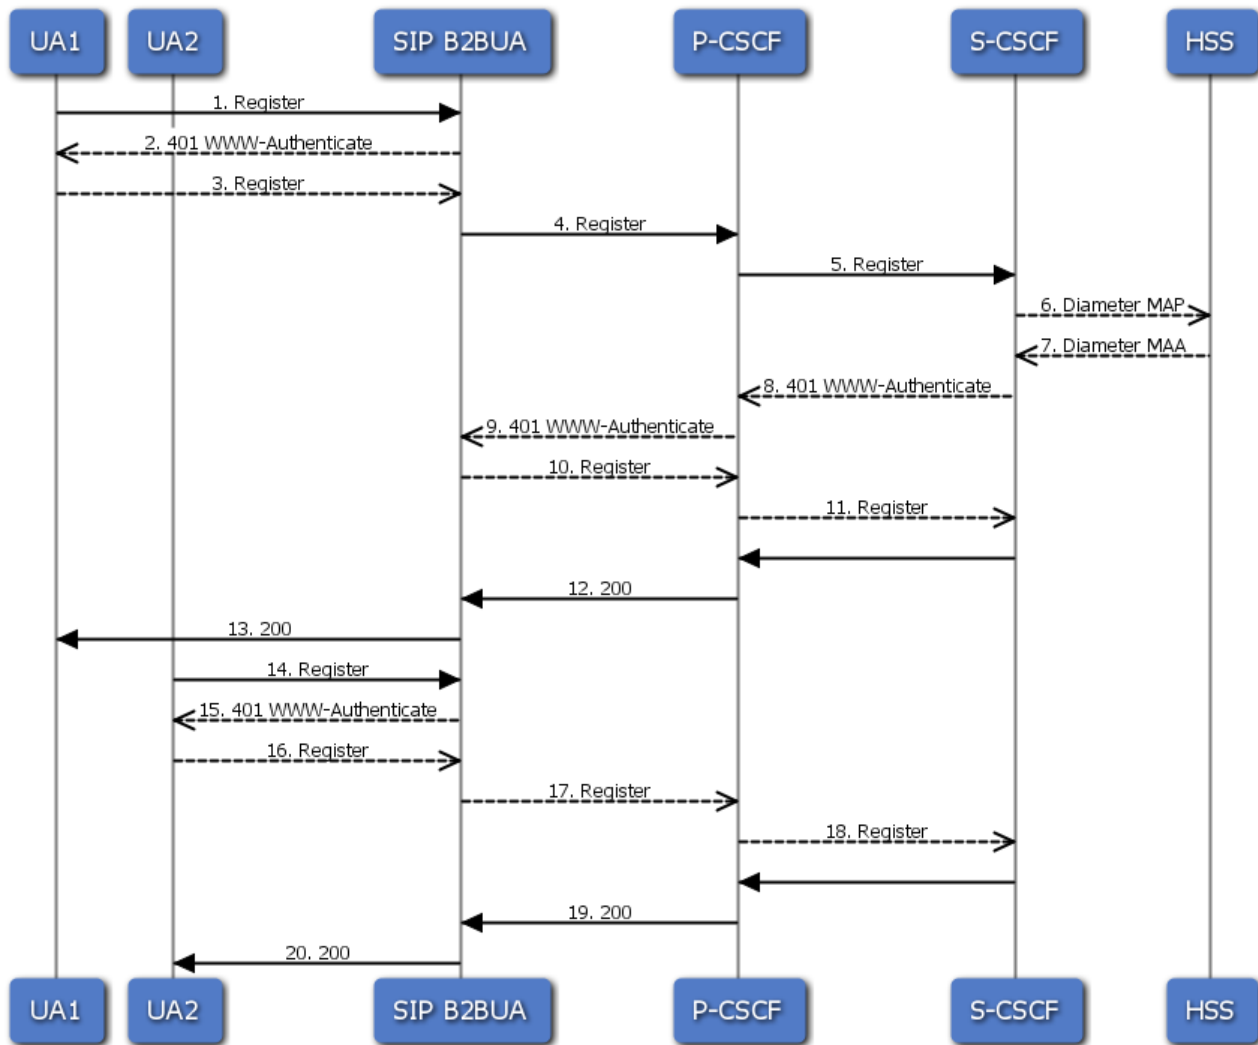 UA1 UA2 SIP B2BUA P-CSCF S-CSCF HSS
1. Register
2. 401 WWW-Authenticate
3. Register
4. Register
5. Register
6. Diameter MAP
7. Diameter MAA
8. 401 WWW-Authenticate
9. 401 WWW-Authenticate
10. Register
11. Register
12. 200
13. 200
14. Register
15. 401 WWW-Authenticate
16. Register
17. Register
18. Register
19. 200
20. 200
UA1 UA2 SIP B2BUA P-CSCF S-CSCF HSS